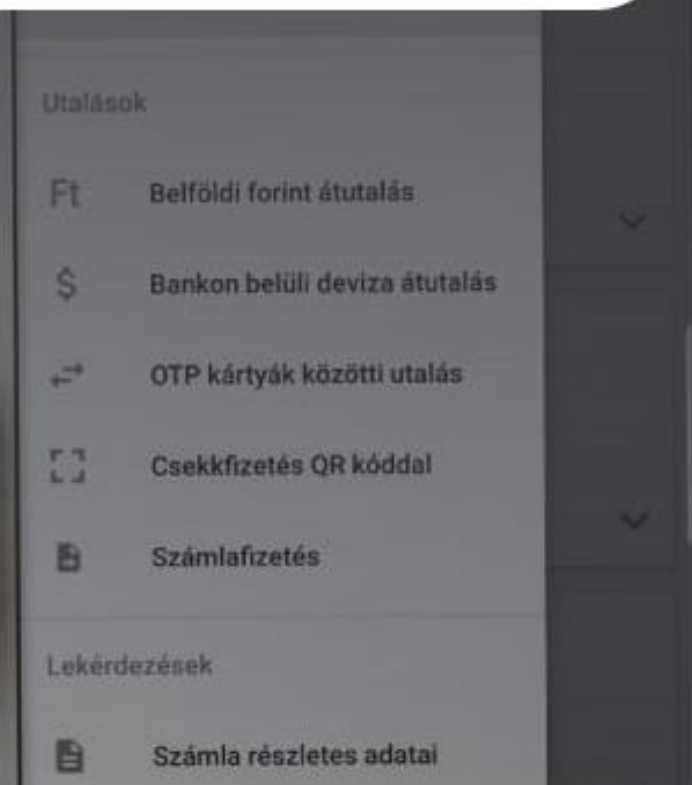 Utalások
Ft Belföldi forint átutalás
$ Bankon belüli deviza átutalás
OTP kártyák közötti utalás
Csekkfizetés QR kóddal
Számlafizetés
Lekérdezések
Számla részletes adatai